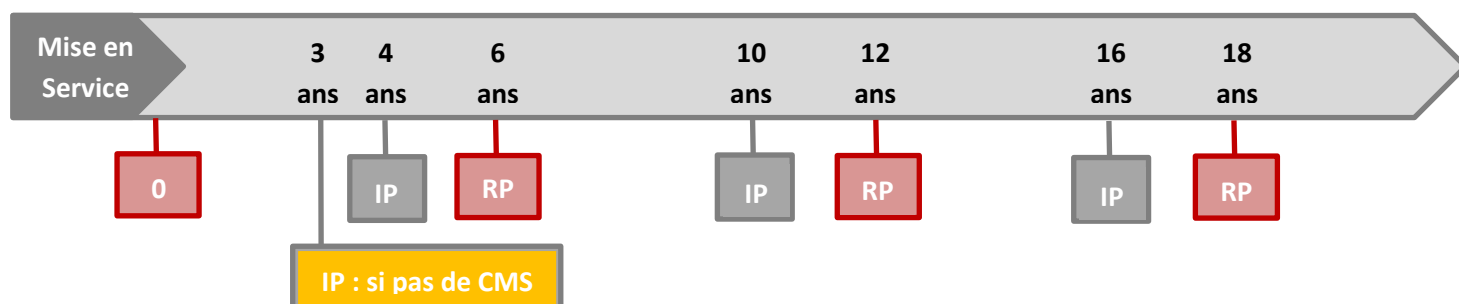 Mise en
Service
3
ans
4
ans
6
ans
10
ans
12
ans
16
ans
18
ans
0
IP
RP
IP
RP
IP
RP
IP : si pas de CMS